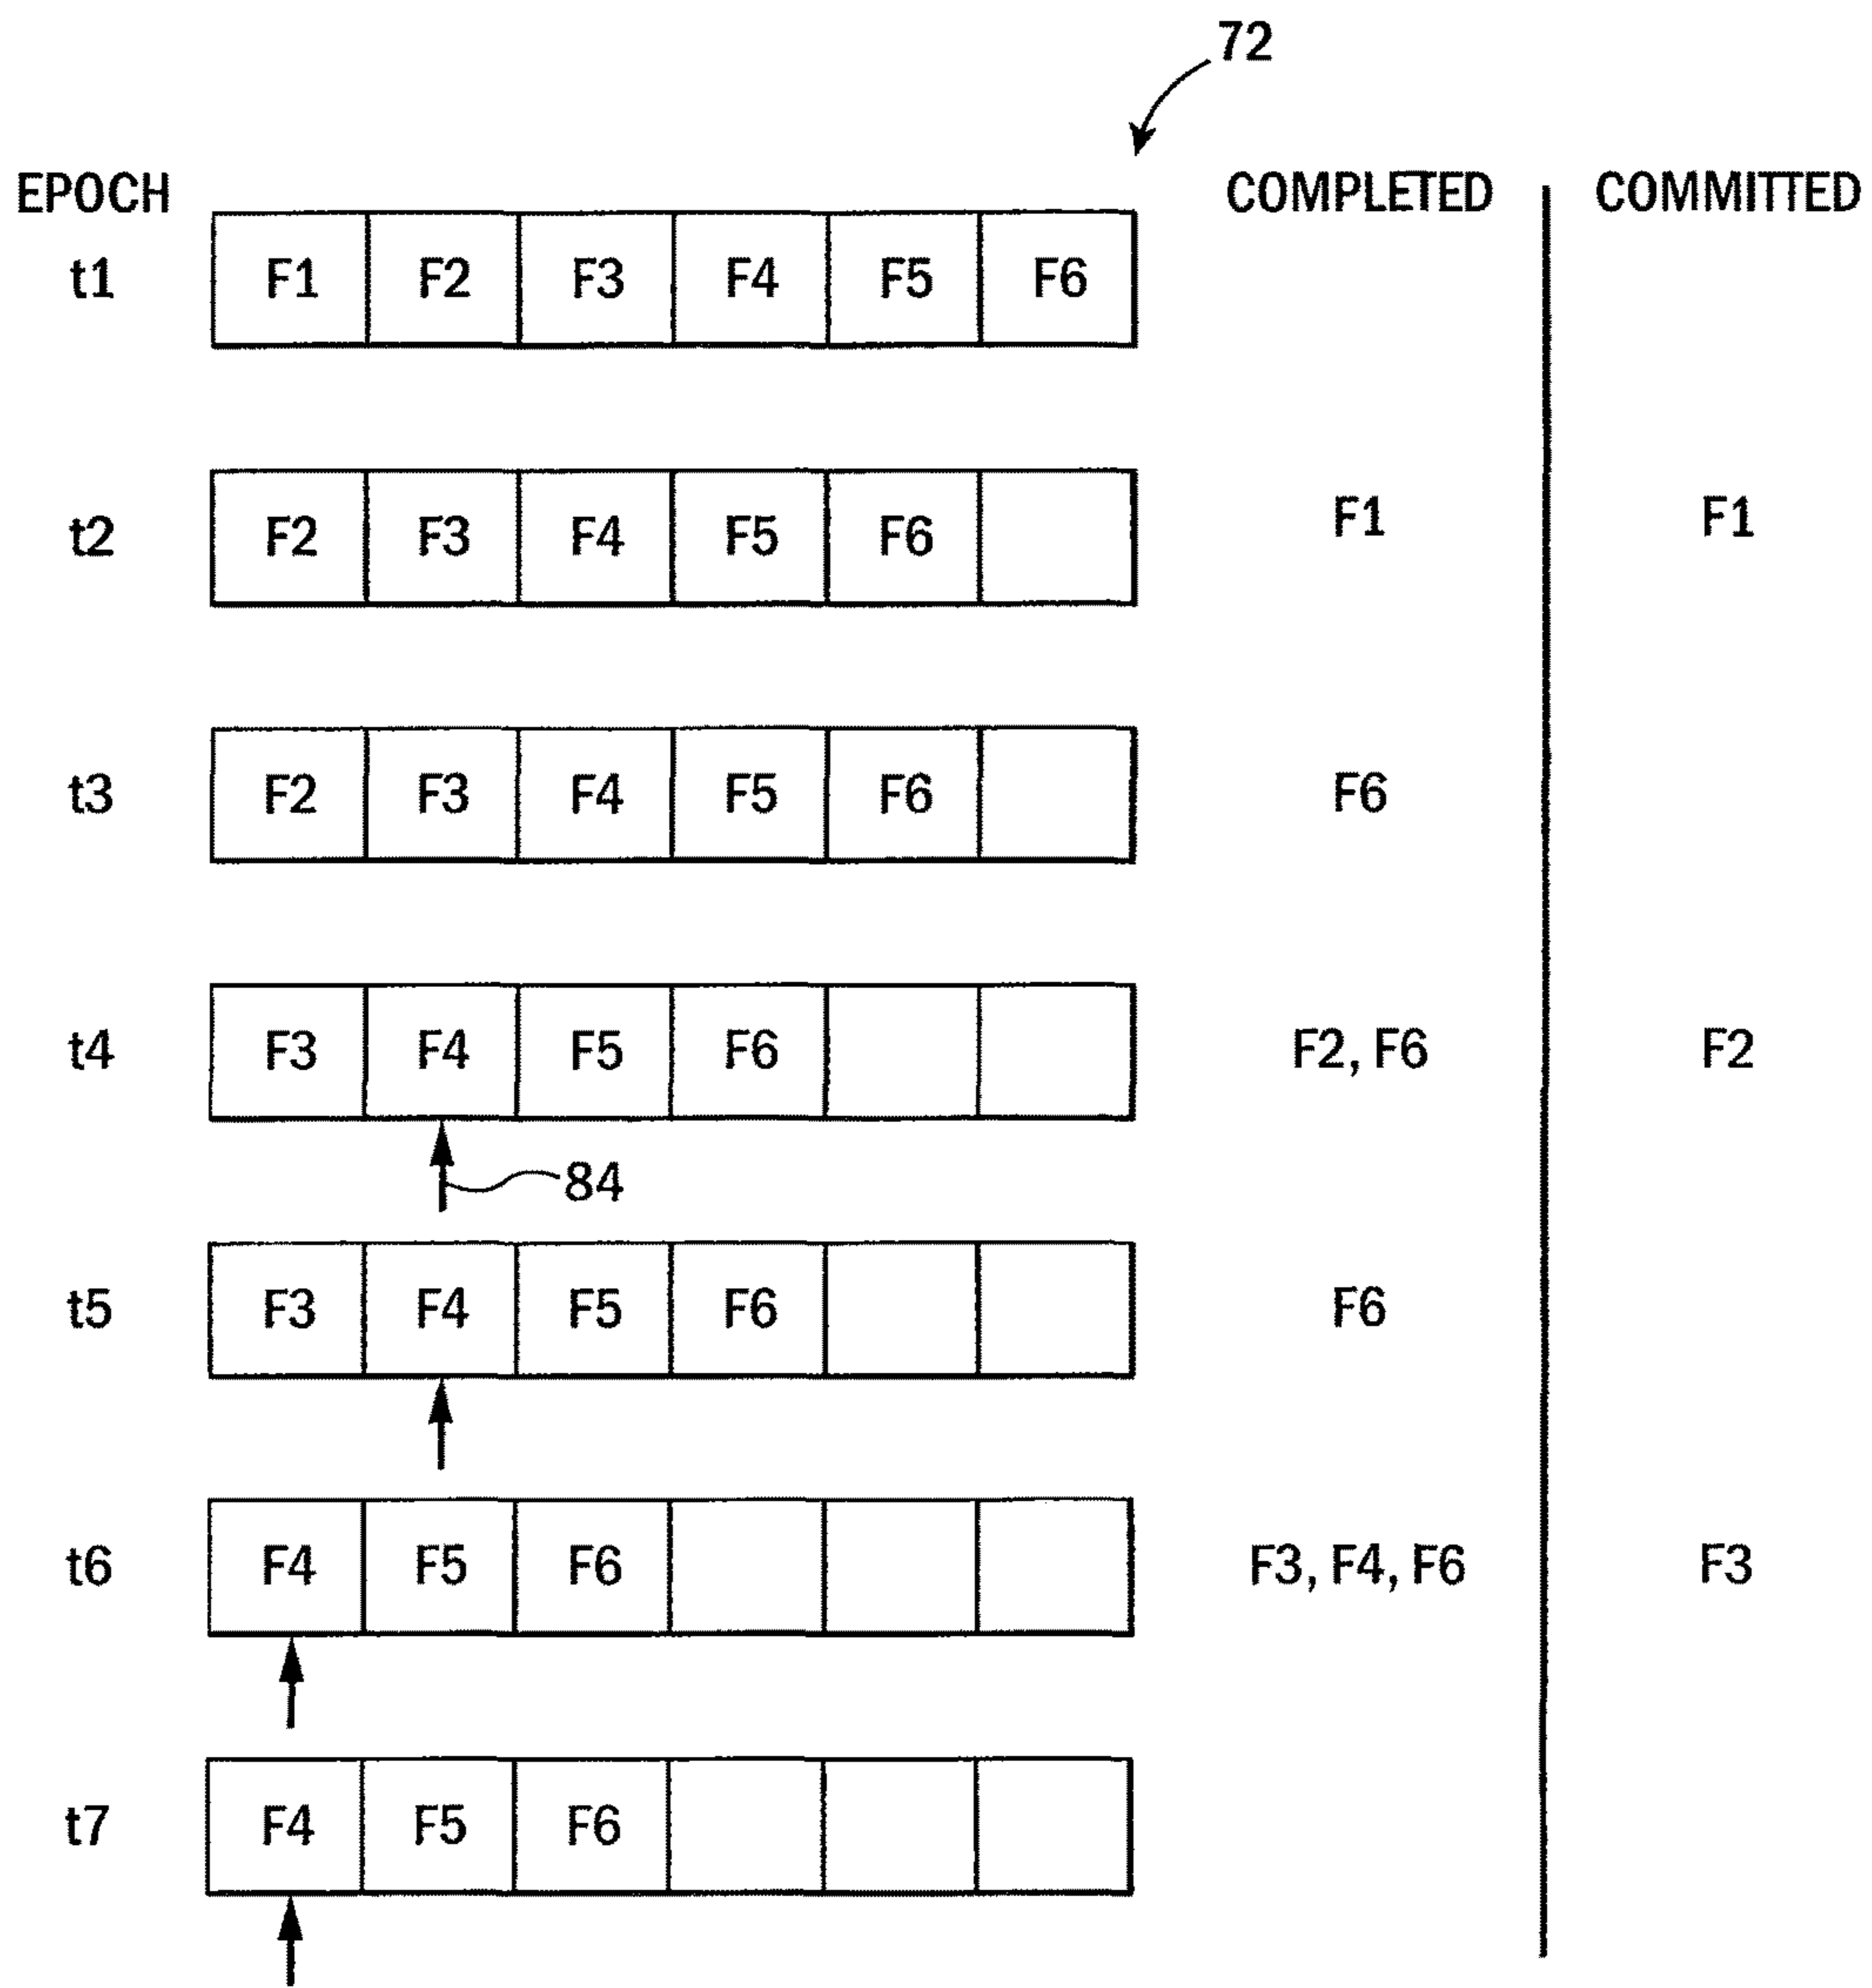 72
EPOCH COMPLETED COMMITTED
t1 F1 F2 F3 F4 F5 F6
t2 F2 F3 F4 F5 F6 F1 F1
t3 F2 F3 F4 F5 F6 F6
t4 F3 F4 F5 F6 F2, F6 F2
84
t5 F3 F4 F5 F6 F6
t6 F4 F5 F6 F3, F4, F6 F3
t7 F4 F5 F6